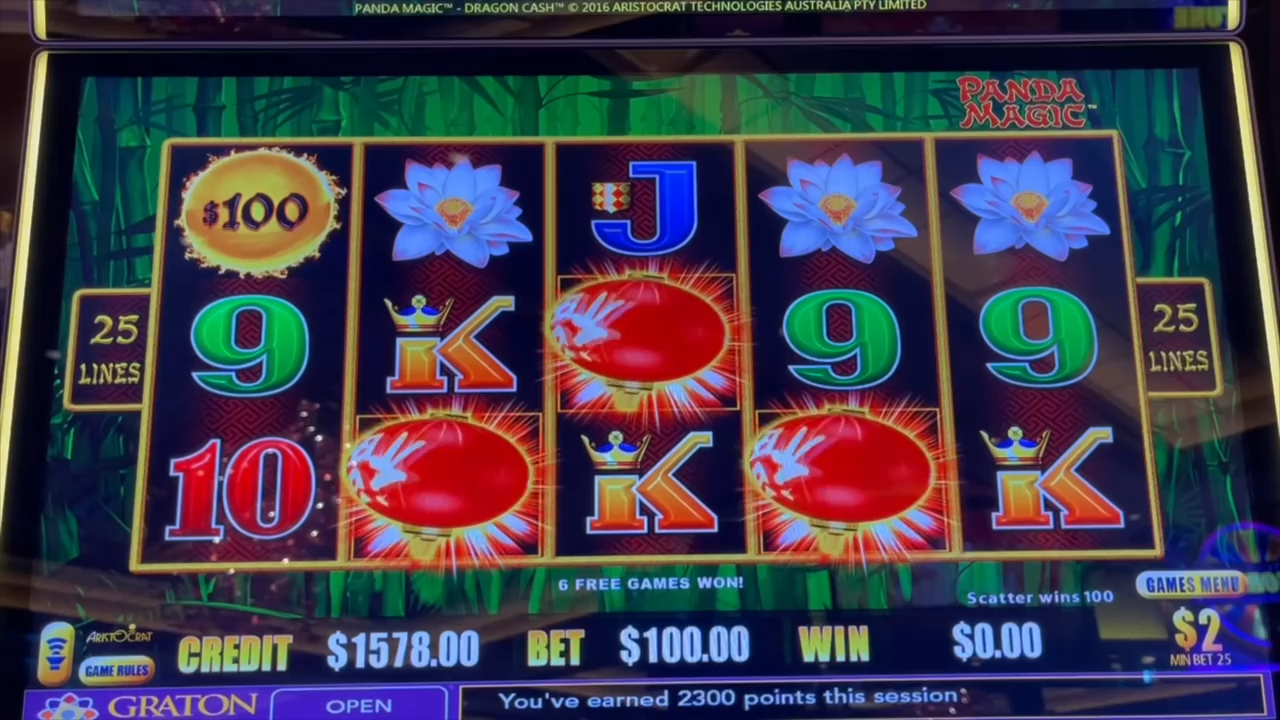 PANDA MAGIC™ - DRAGON CASH™ © 2016 ARISTOCRAT TECHNOLOGIES AUSTRALIA PTY LIMITED
PANDA
MAGIC™
$100
J
9
K
9
9
10
K
K
25
LINES
25
LINES
6 FREE GAMES WON!
Scatter wins 100
GAMES MENU
ARISTOCRAT
GAME RULES
CREDIT $1578.00 BET $100.00 WIN $0.00
$2
MIN BET 25
GRATON
OPEN
You've earned 2300 points this session: